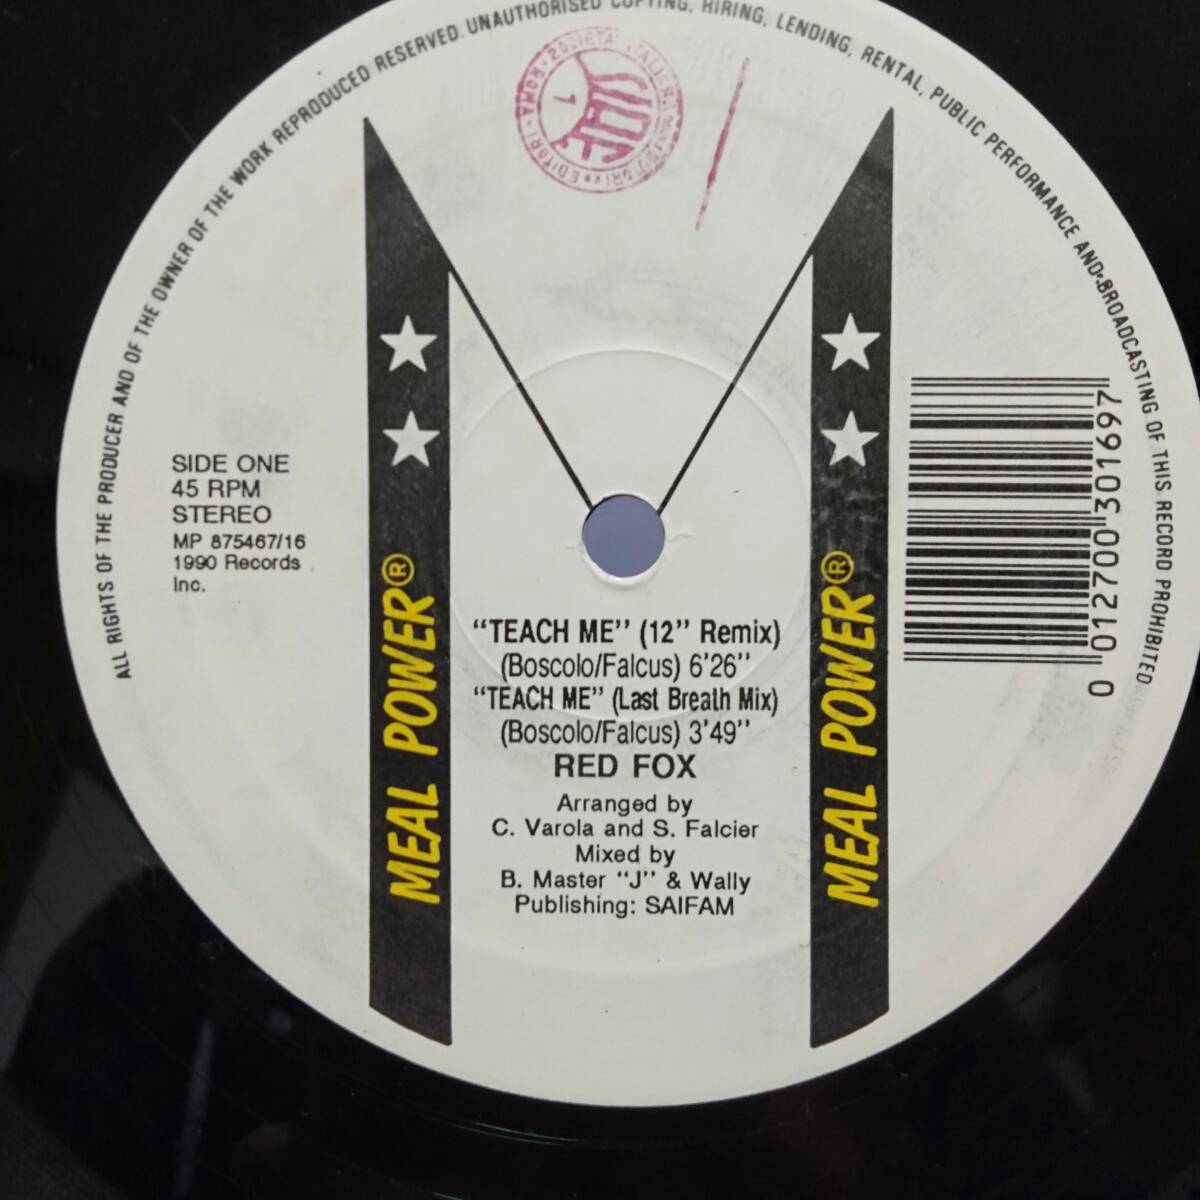 ALL RIGHTS OF THE PRODUCER AND OF THE OWNER OF THE WORK REPRODUCED RESERVED. UNAUTHORISED COPYING, HIRING, LENDING, RENTAL, PUBLIC PERFORMANCE AND BROADCASTING OF THIS RECORD PROHIBITED
SIDE ONE
45 RPM
STEREO
MP 875467/16
1990 Records
Inc.
MEAL POWER®
MEAL POWER®
0 012700 301697
"TEACH ME" (12" Remix)
(Boscolo/Falcus) 6'26"
"TEACH ME" (Last Breath Mix)
(Boscolo/Falcus) 3'49"
RED FOX
Arranged by
C. Varola and S. Falcier
Mixed by
B. Master "J" & Wally
Publishing: SAIFAM
EDITORI • ROMA
1